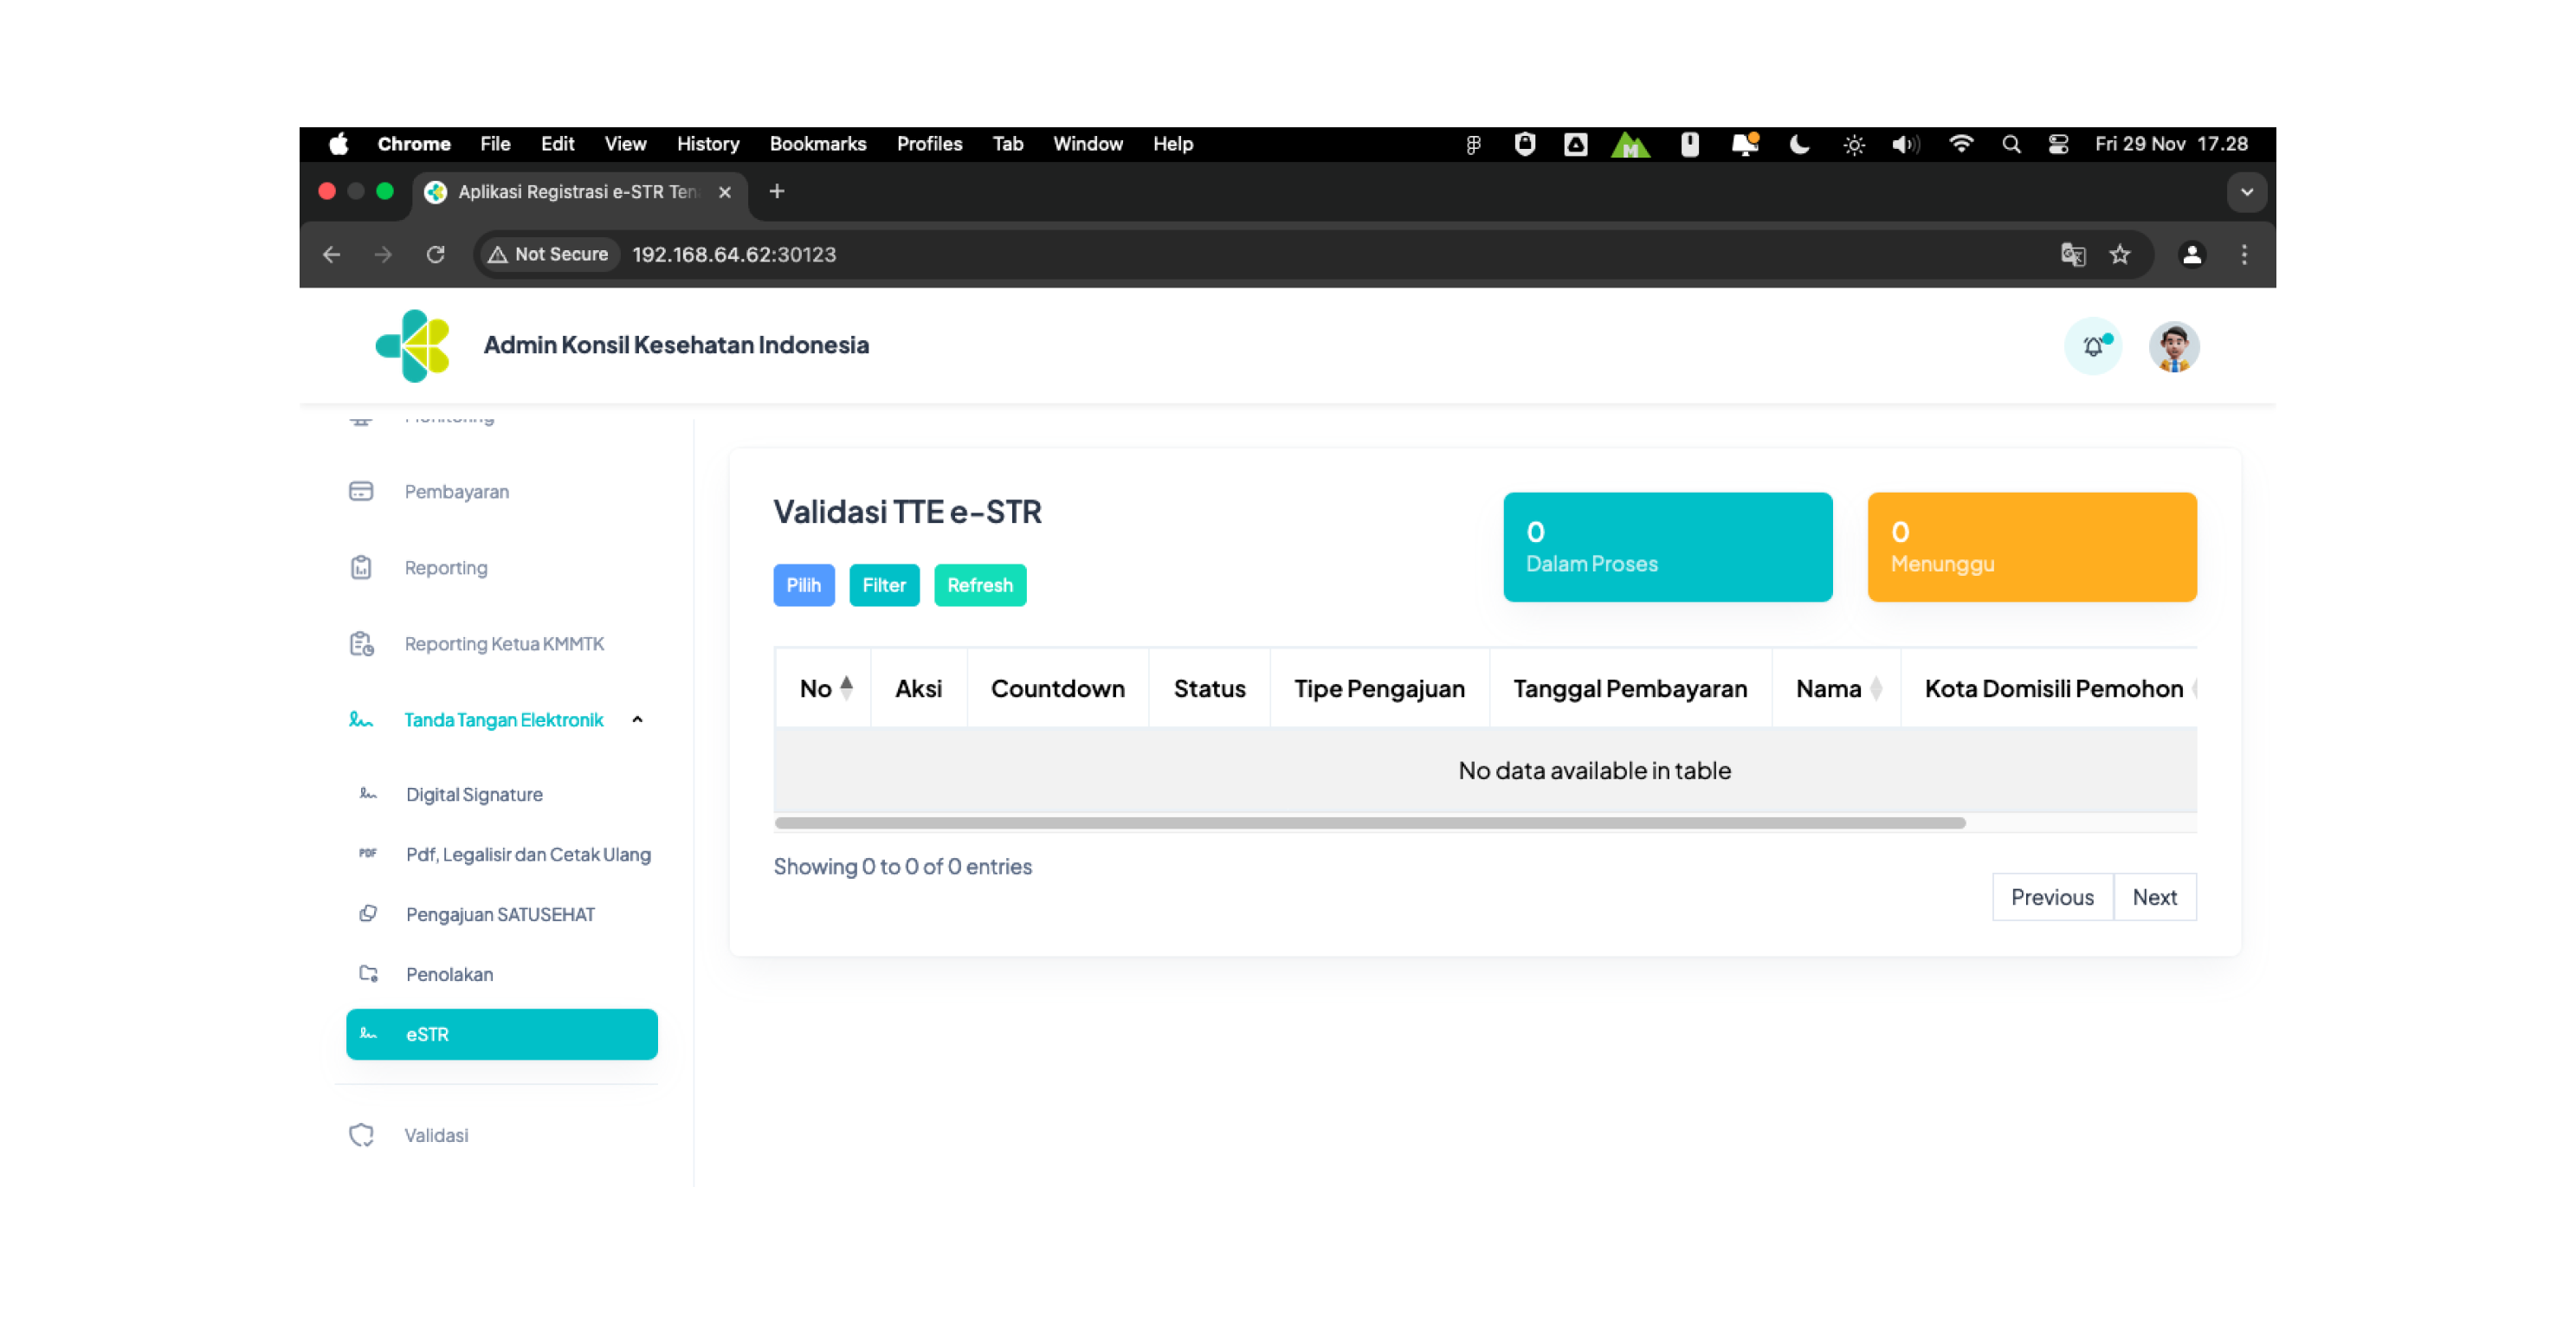 Chrome File Edit View History Bookmarks Profiles Tab Window Help Fri 29 Nov 17.28
Aplikasi Registrasi e-STR Ten
Not Secure 192.168.64.62:30123
Admin Konsil Kesehatan Indonesia
Monitoring
Pembayaran
Reporting
Reporting Ketua KMMTK
Tanda Tangan Elektronik
Digital Signature
PDF Pdf, Legalisir dan Cetak Ulang
Pengajuan SATUSEHAT
Penolakan
eSTR
Validasi
Validasi TTE e-STR
Pilih Filter Refresh
0
Dalam Proses
0
Menunggu
No Aksi Countdown Status Tipe Pengajuan Tanggal Pembayaran Nama Kota Domisili Pemohon
No data available in table
Showing 0 to 0 of 0 entries
Previous Next